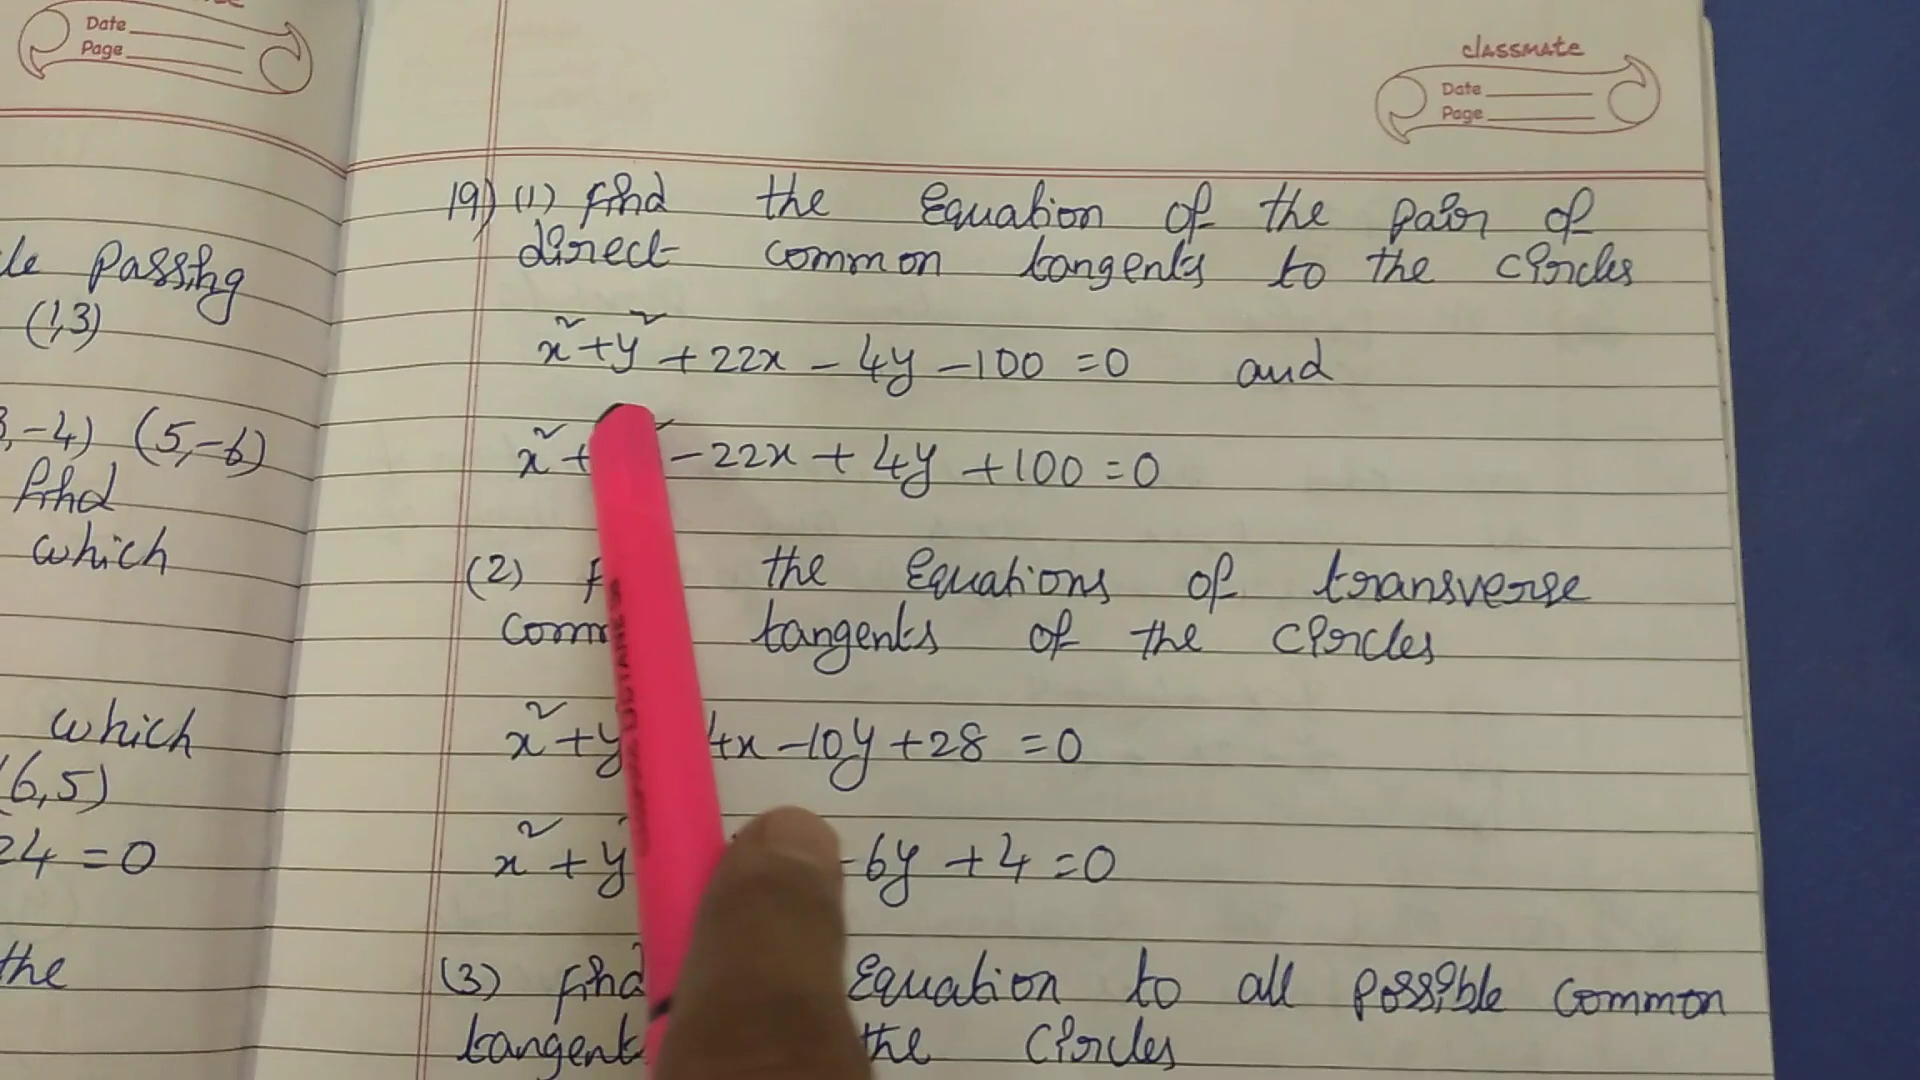 Date
Page
classmate
Date
Page
le passing
(1,3)
,-4) (5,-6)
find
which
which
(6,5)
24 = 0
the
19) (1) Find the Equation of the pair of
direct common tangents to the circles
x²+y²+22x-4y-100 =0 and
x²+ -22x+4y+100=0
(2) the Equations of transverse
comm tangents of the circles
x²+y 4x-10y+28 =0
x²+y -6y+4=0
(3) Find Equation to all possible common
tangent the Circles